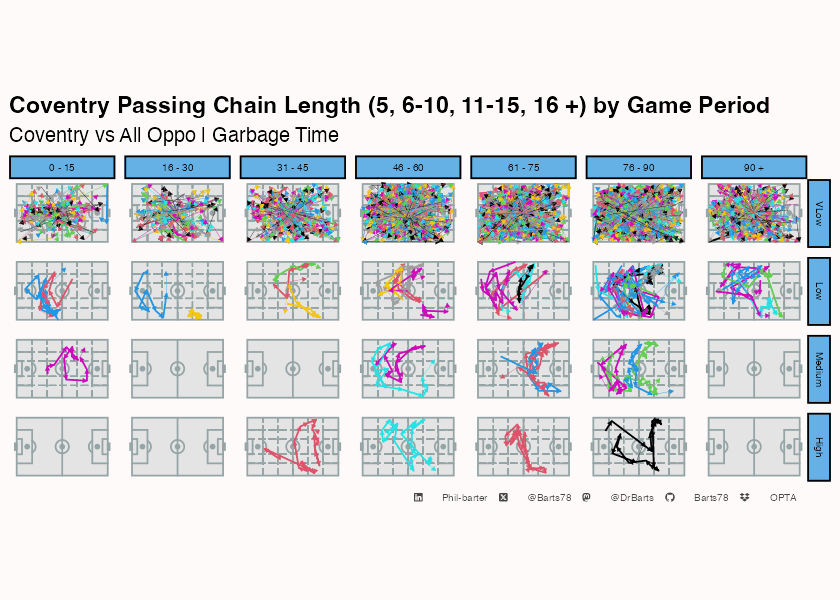 Coventry Passing Chain Length (5, 6-10, 11-15, 16 +) by Game Period
Coventry vs All Oppo | Garbage Time
0 - 15 16 - 30 31 - 45 46 - 60 61 - 75 76 - 90 90 +
V.Low
Low
Medium
High
Phil-barter @Barts78 @DrBarts Barts78 OPTA